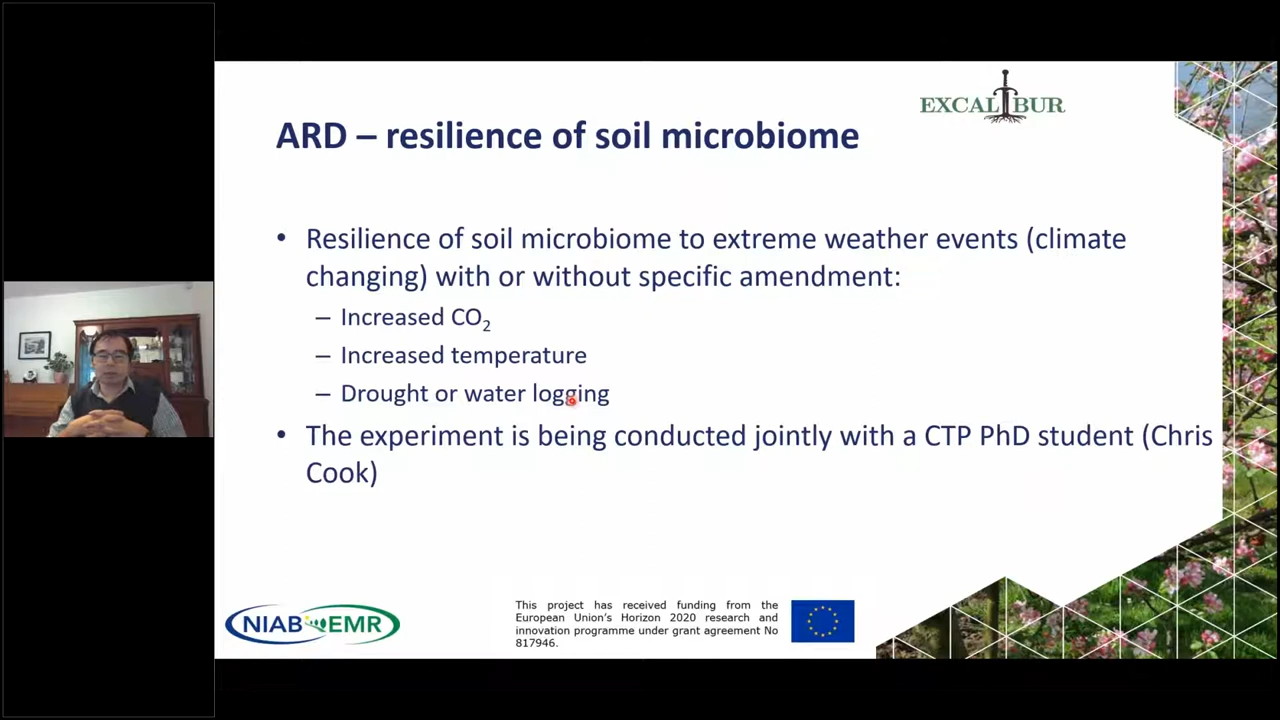 EXCALIBUR
ARD – resilience of soil microbiome
• Resilience of soil microbiome to extreme weather events (climate
changing) with or without specific amendment:
– Increased CO₂
– Increased temperature
– Drought or water logging
• The experiment is being conducted jointly with a CTP PhD student (Chris
Cook)
NIAB EMR
This project has received funding from the
European Union's Horizon 2020 research and
innovation programme under grant agreement No
817946.